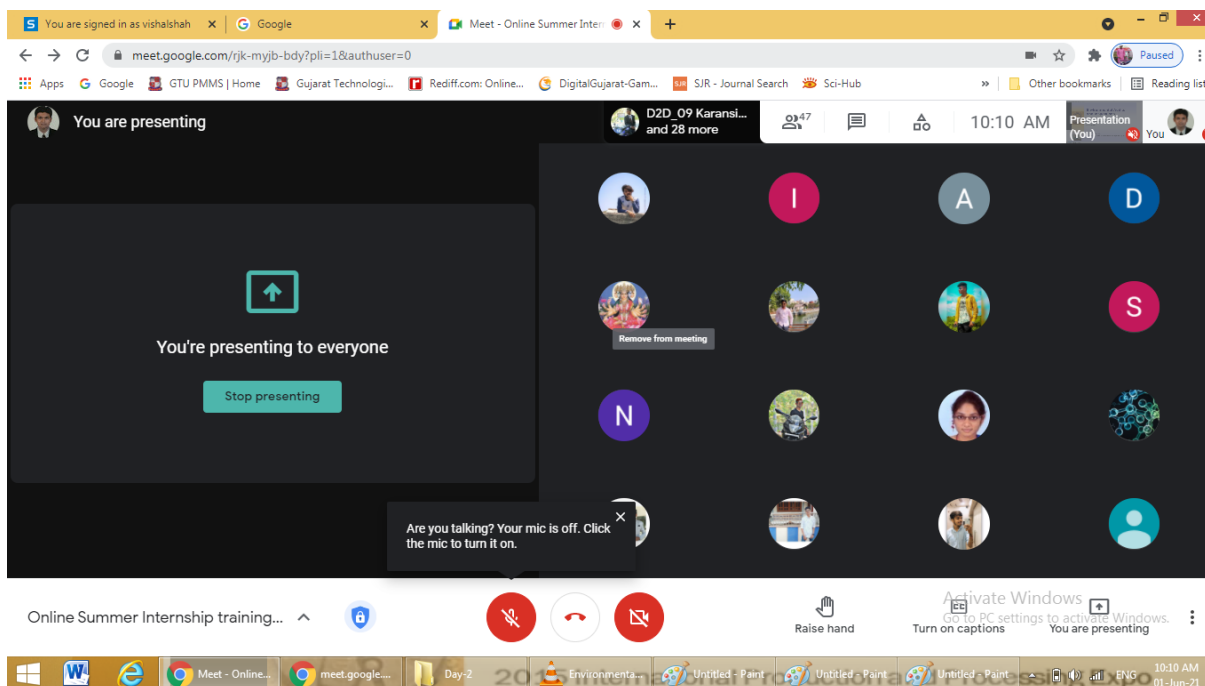 You are signed in as vishalshah
Google
Meet - Online Summer Intern
meet.google.com/rjk-myjb-bdy?pli=1&authuser=0
Paused
Apps
Google
GTU PMMS | Home
Gujarat Technologi...
Rediff.com: Online...
DigitalGujarat-Gam...
SJR - Journal Search
Sci-Hub
»
Other bookmarks
Reading list
You are presenting
D2D_09 Karansi...
and 28 more
47
10:10 AM
Presentation
(You)
You
I
A
D
You're presenting to everyone
Stop presenting
Remove from meeting
S
N
Are you talking? Your mic is off. Click
the mic to turn it on.
Online Summer Internship training...
Raise hand
Turn on captions
You are presenting
Activate Windows
Go to PC settings to activate Windows.
Meet - Online...
meet.google....
Day-2
Environmenta...
Untitled - Paint
Untitled - Paint
Untitled - Paint
ENG
10:10 AM
01-Jun-21